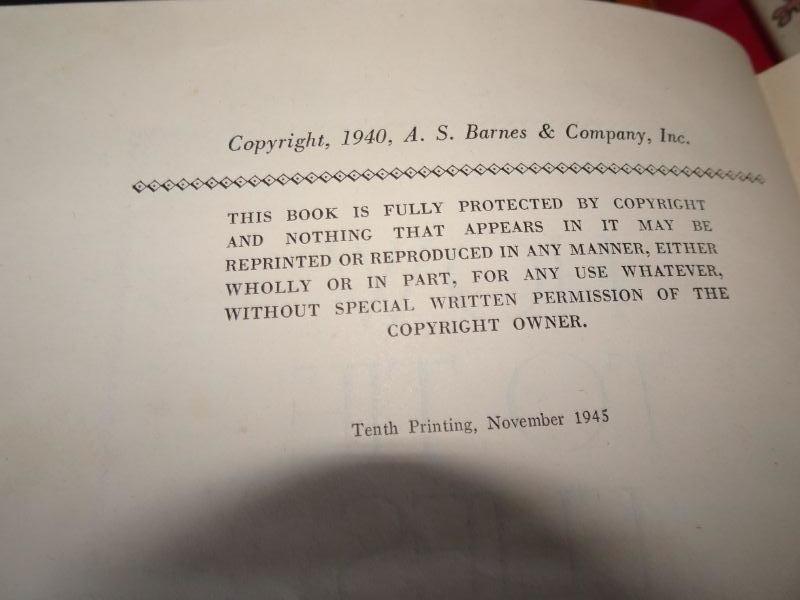 Copyright, 1940, A. S. Barnes & Company, Inc.
THIS BOOK IS FULLY PROTECTED BY COPYRIGHT
AND NOTHING THAT APPEARS IN IT MAY BE
REPRINTED OR REPRODUCED IN ANY MANNER, EITHER
WHOLLY OR IN PART, FOR ANY USE WHATEVER,
WITHOUT SPECIAL WRITTEN PERMISSION OF THE
COPYRIGHT OWNER.
Tenth Printing, November 1945